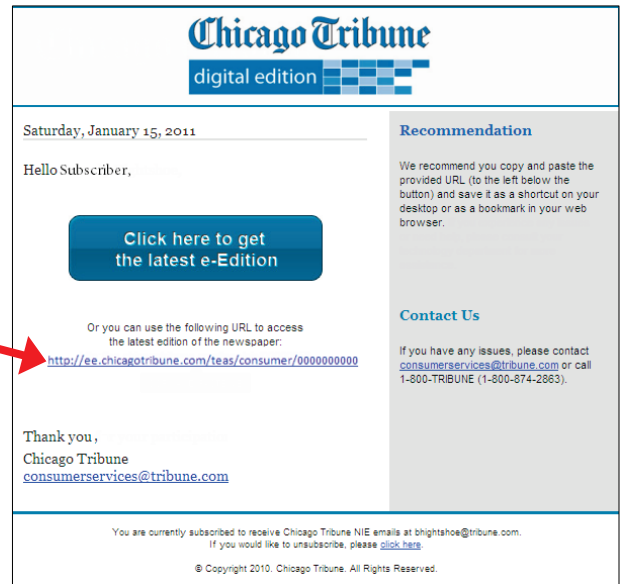 Chicago Tribune
digital edition
Saturday, January 15, 2011
Hello Subscriber,
Click here to get
the latest e-Edition
Or you can use the following URL to access
the latest edition of the newspaper:
http://ee.chicagotribune.com/teas/consumer/0000000000
Thank you ,
Chicago Tribune
consumerservices@tribune.com
Recommendation
We recommend you copy and paste the
provided URL (to the left below the
button) and save it as a shortcut on your
desktop or as a bookmark in your web
browser.
Contact Us
If you have any issues, please contact
consumerservices@tribune.com or call
1-800-TRIBUNE (1-800-874-2863).
You are currently subscribed to receive Chicago Tribune NIE emails at bhightshoe@tribune.com.
If you would like to unsubscribe, please click here.
© Copyright 2010. Chicago Tribune. All Rights Reserved.